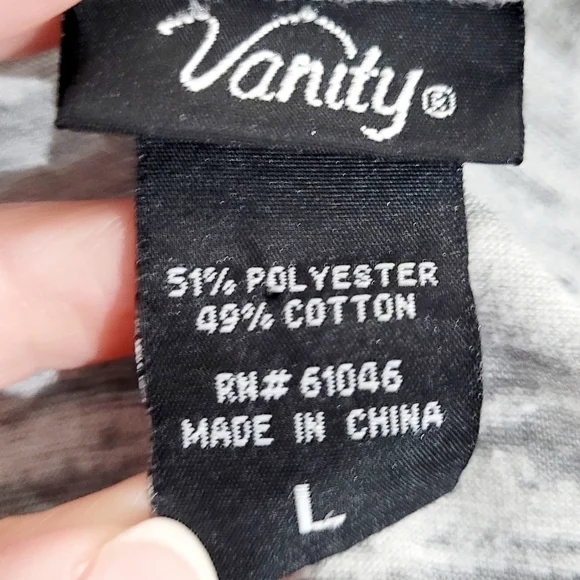 Vanity®
51% POLYESTER
49% COTTON
RN# 61046
MADE IN CHINA
L